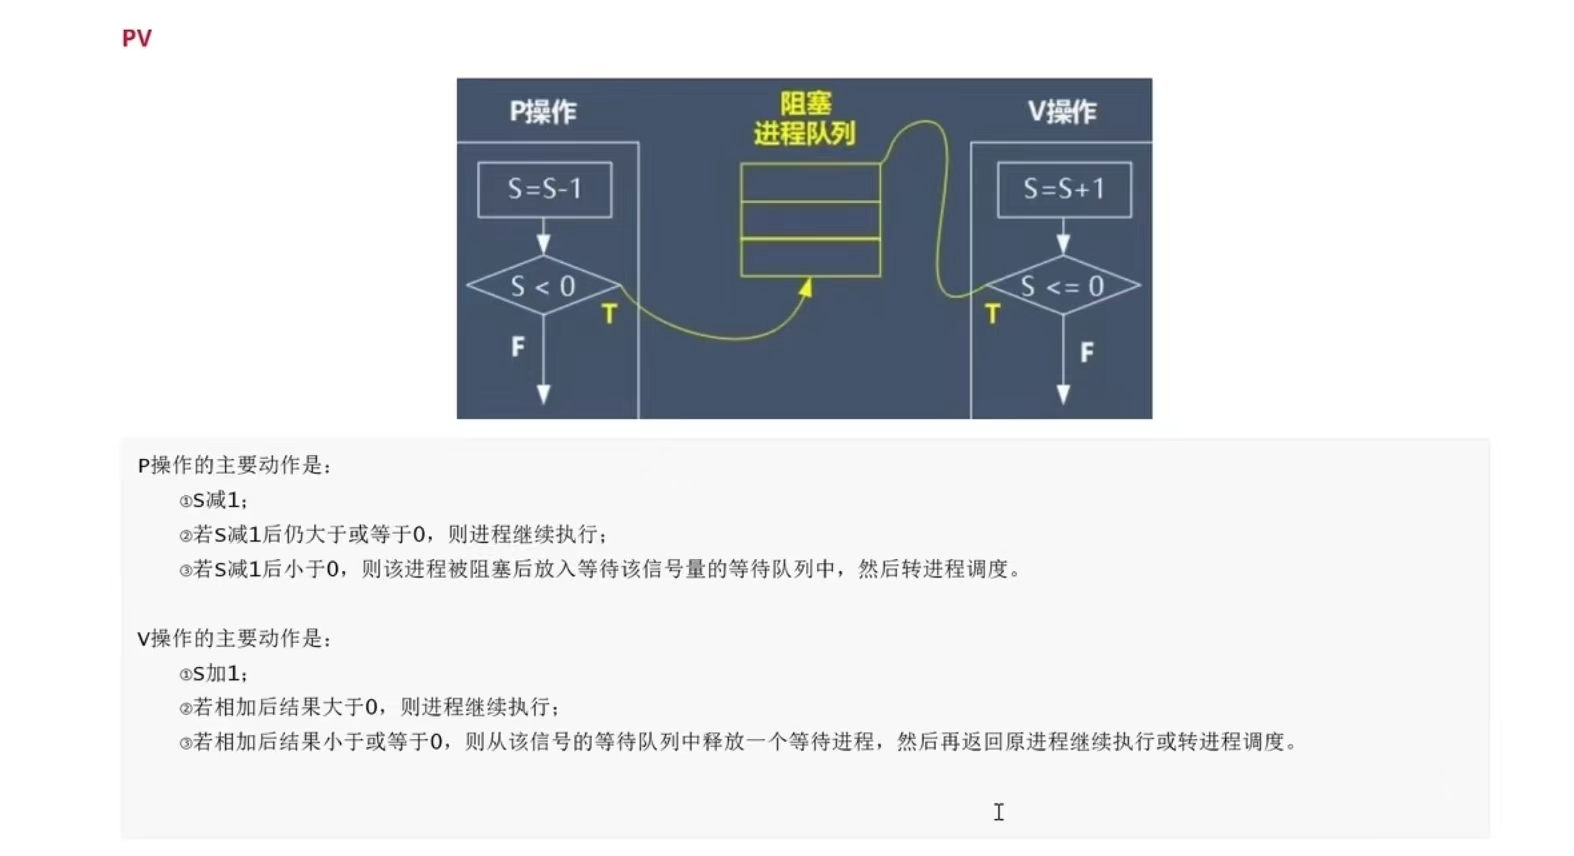 PV
P操作
阻塞
进程队列
V操作
S=S-1
S=S+1
S < 0
S <= 0
T
T
F
F
P操作的主要动作是：
①S减1；
②若S减1后仍大于或等于0，则进程继续执行；
③若S减1后小于0，则该进程被阻塞后放入等待该信号量的等待队列中，然后转进程调度。
V操作的主要动作是：
①S加1；
②若相加后结果大于0，则进程继续执行；
③若相加后结果小于或等于0，则从该信号的等待队列中释放一个等待进程，然后再返回原进程继续执行或转进程调度。